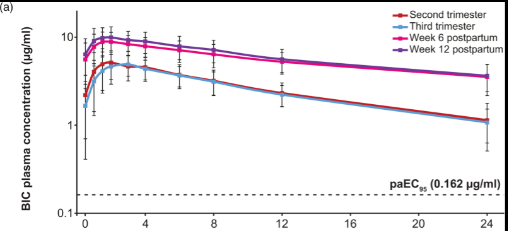 (a)
BIC plasma concentration (µg/ml)
10
1
0.1
Second trimester
Third trimester
Week 6 postpartum
Week 12 postpartum
paEC95 (0.162 µg/ml)
0 4 8 12 16 20 24